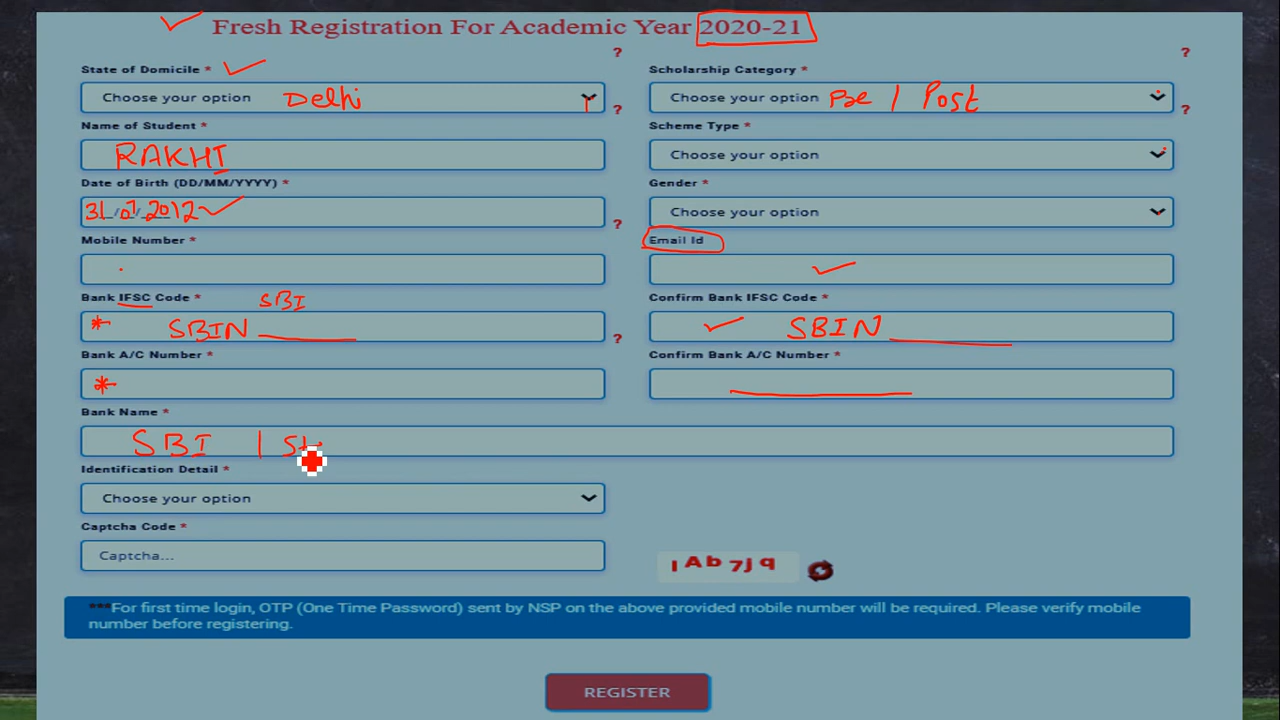 Fresh Registration For Academic Year 2020-21
? ?
State of Domicile * Scholarship Category *
Choose your option Delhi Choose your option Pre / Post
? ?
Name of Student * Scheme Type *
RAKHI Choose your option
Date of Birth (DD/MM/YYYY) * Gender *
31/07/2012 Choose your option
?
Mobile Number * Email Id
Bank IFSC Code * SBI Confirm Bank IFSC Code *
* SBIN SBIN
?
Bank A/C Number * Confirm Bank A/C Number *
*
Bank Name *
SBI | St
Identification Detail *
Choose your option
Captcha Code *
Captcha...
***For first time login, OTP (One Time Password) sent by NSP on the above provided mobile number will be required. Please verify mobile
number before registering.
REGISTER